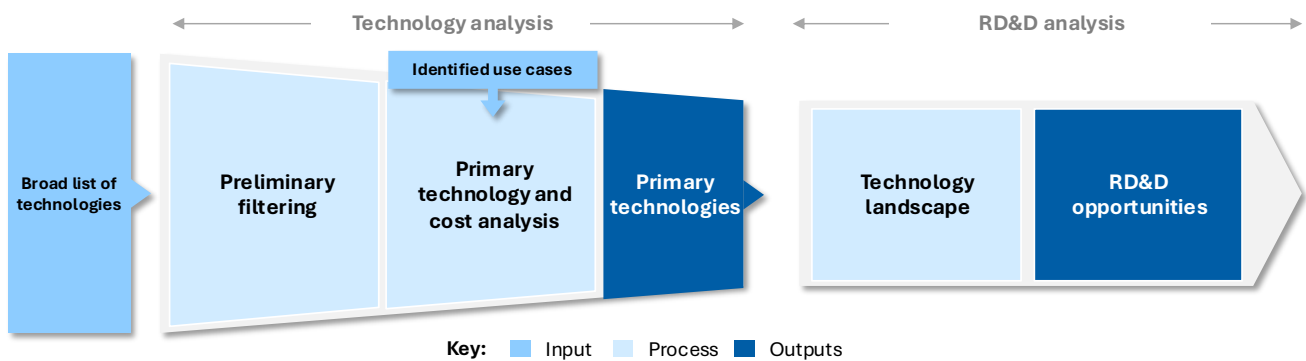 Technology analysis
RD&D analysis
Identified use cases
Broad list of
technologies
Preliminary
filtering
Primary
technology and
cost analysis
Primary
technologies
Technology
landscape
RD&D
opportunities
Key: Input Process Outputs